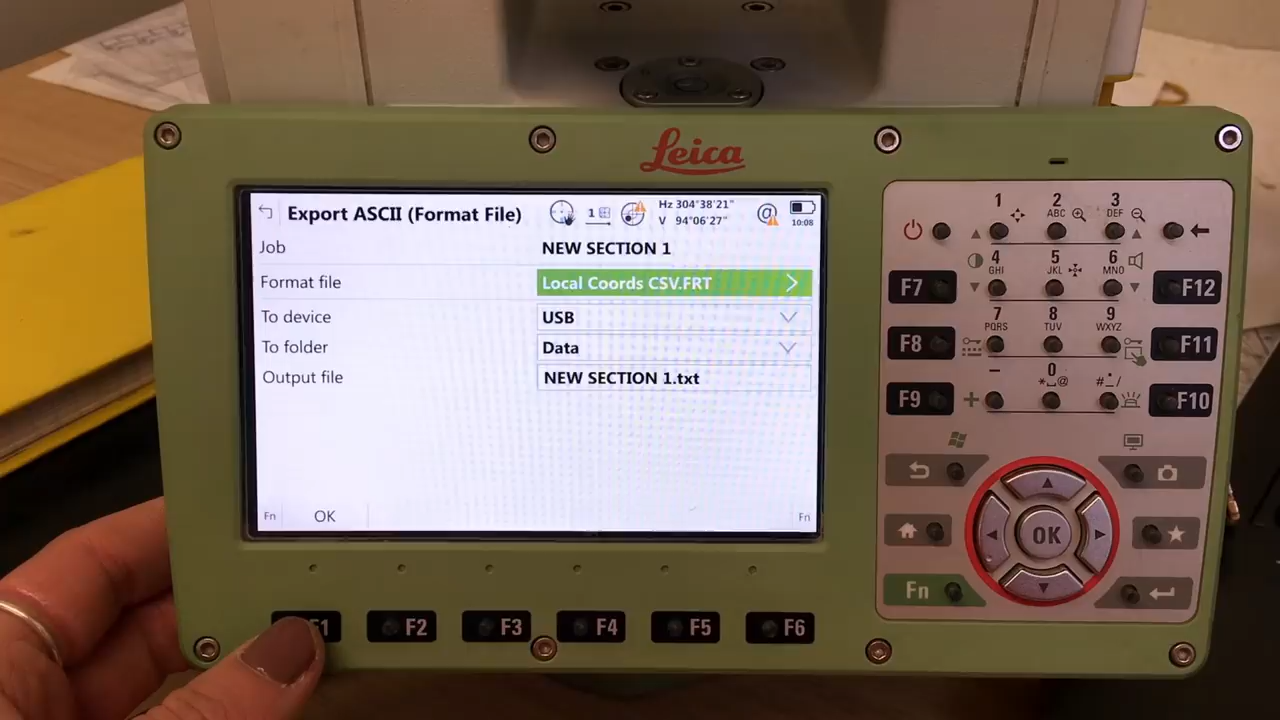 Leica
Export ASCII (Format File)
1
Hz 304°38'21"
V 94°06'27"
@
10:08
Job NEW SECTION 1
Format file Local Coords CSV.FRT
To device USB
To folder Data
Output file NEW SECTION 1.txt
Fn OK Fn
F1 F2 F3 F4 F5 F6
1 2 3
ABC DEF
4 5 6
GHI JKL MNO
7 8 9
PQRS TUV WXYZ
- 0 #./
*⎵@
+
F7 F12
F8 F11
F9 F10
OK
Fn